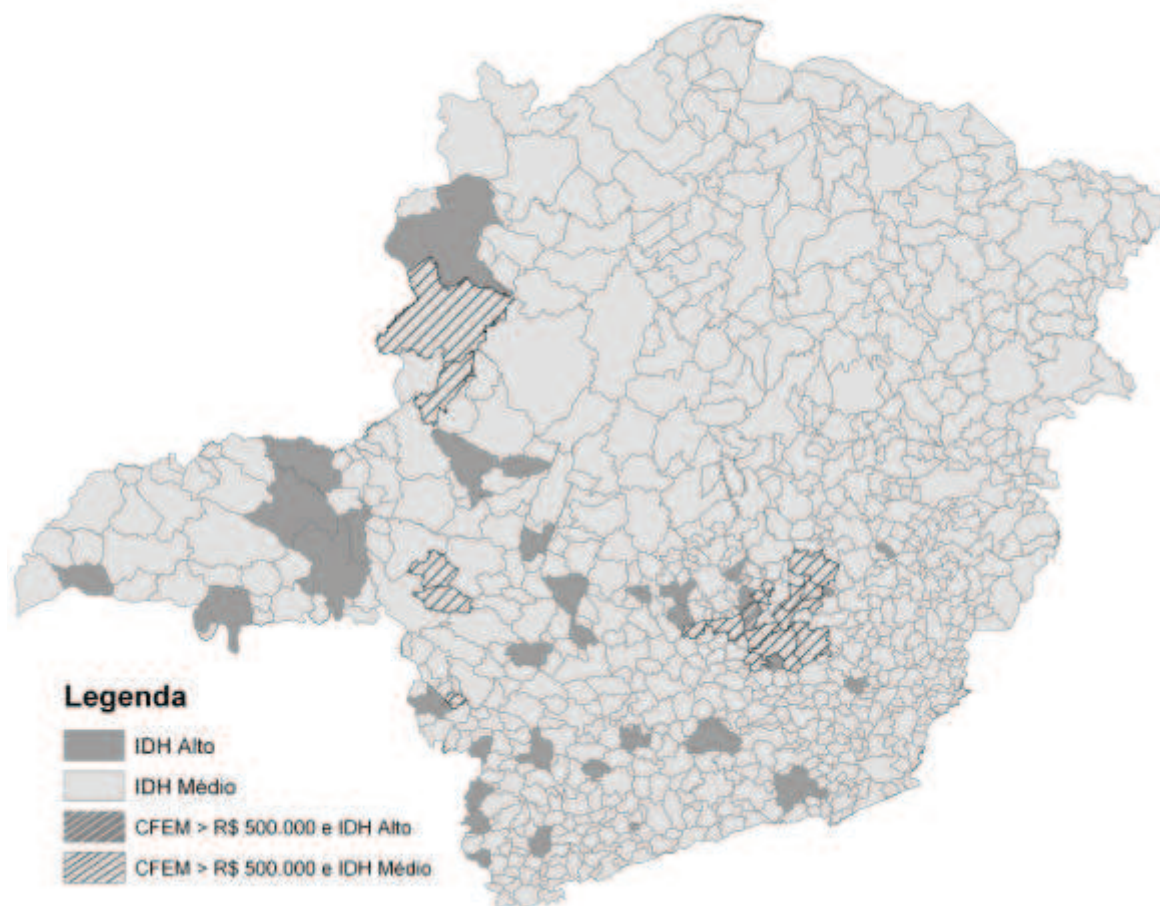 Legenda
IDH Alto
IDH Médio
CFEM > R$ 500.000 e IDH Alto
CFEM > R$ 500.000 e IDH Médio